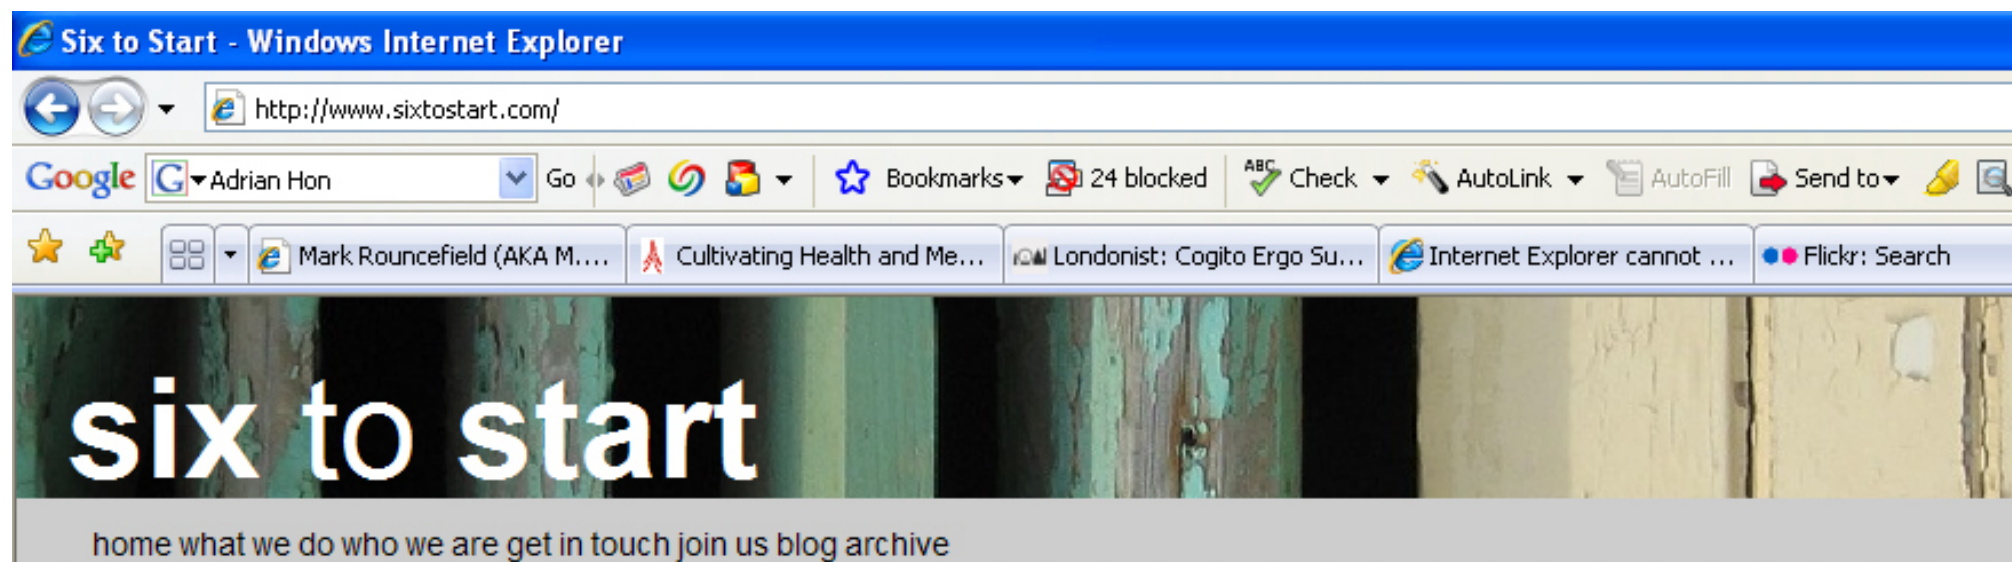 Six to Start - Windows Internet Explorer
http://www.sixtostart.com/
Google G Adrian Hon Go Bookmarks 24 blocked ABC Check AutoLink AutoFill Send to
Mark Rouncefield (AKA M.... Cultivating Health and Me... Londonist: Cogito Ergo Su... Internet Explorer cannot ... Flickr: Search
six to start
home what we do who we are get in touch join us blog archive